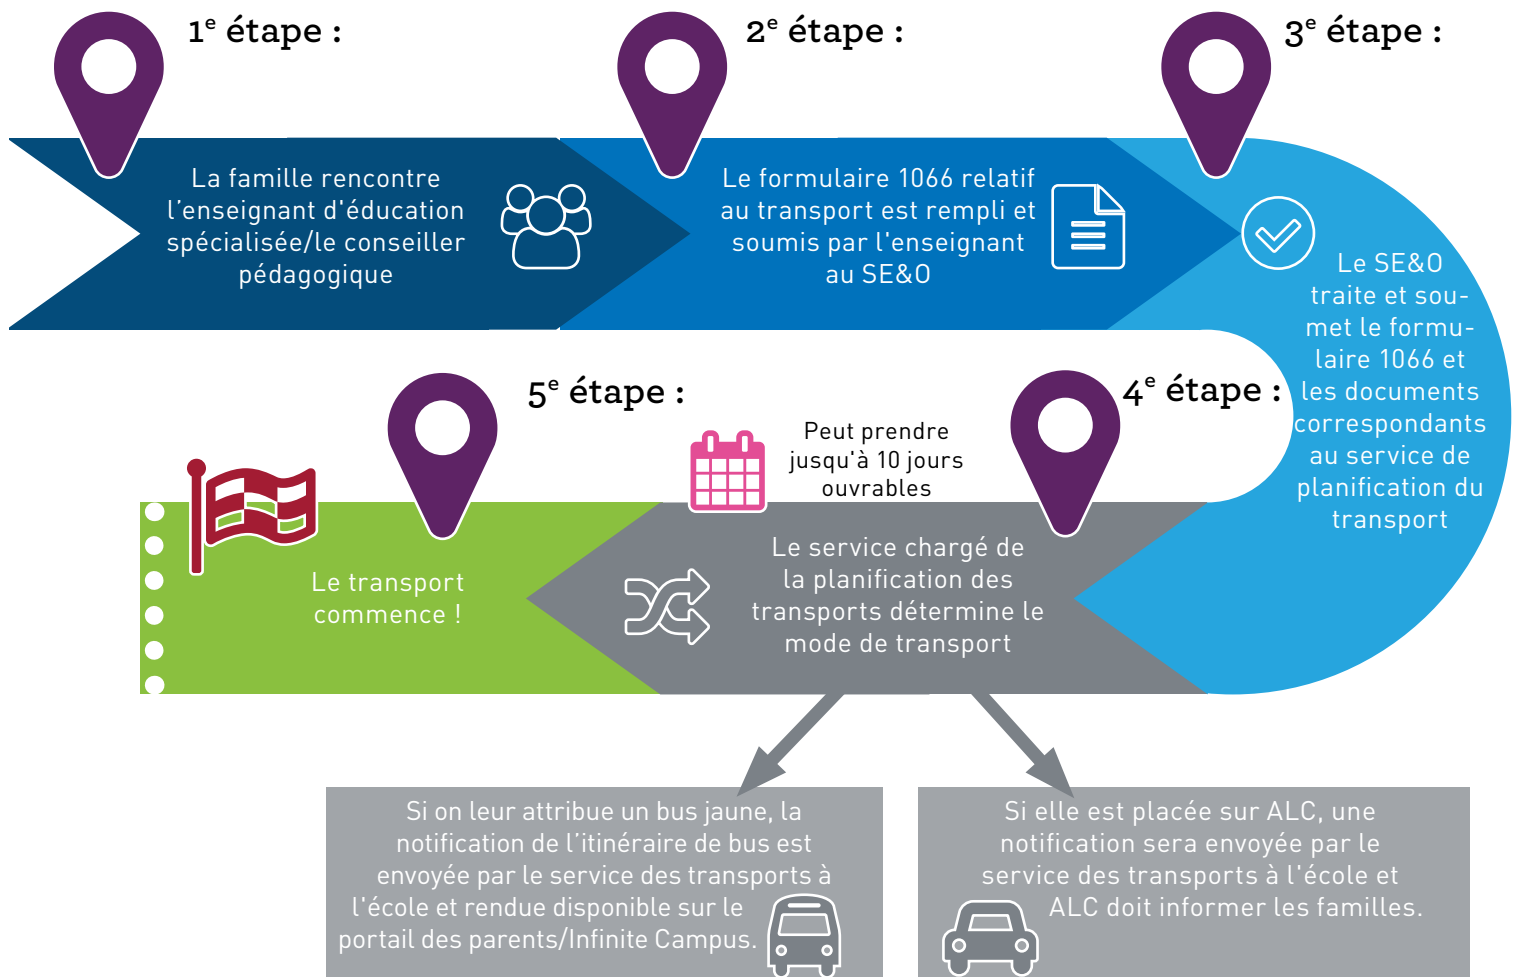 1e étape :
La famille rencontre
l’enseignant d'éducation
spécialisée/le conseiller
pédagogique
2e étape :
Le formulaire 1066 relatif
au transport est rempli et
soumis par l'enseignant
au SE&O
3e étape :
Le SE&O
traite et sou-
met le formu-
laire 1066 et
les documents
correspondants
au service de
planification du
transport
4e étape :
Peut prendre
jusqu'à 10 jours
ouvrables
Le service chargé de
la planification des
transports détermine le
mode de transport
5e étape :
Le transport
commence !
Si on leur attribue un bus jaune, la
notification de l’itinéraire de bus est
envoyée par le service des transports à
l'école et rendue disponible sur le
portail des parents/Infinite Campus.
Si elle est placée sur ALC, une
notification sera envoyée par le
service des transports à l'école et
ALC doit informer les familles.